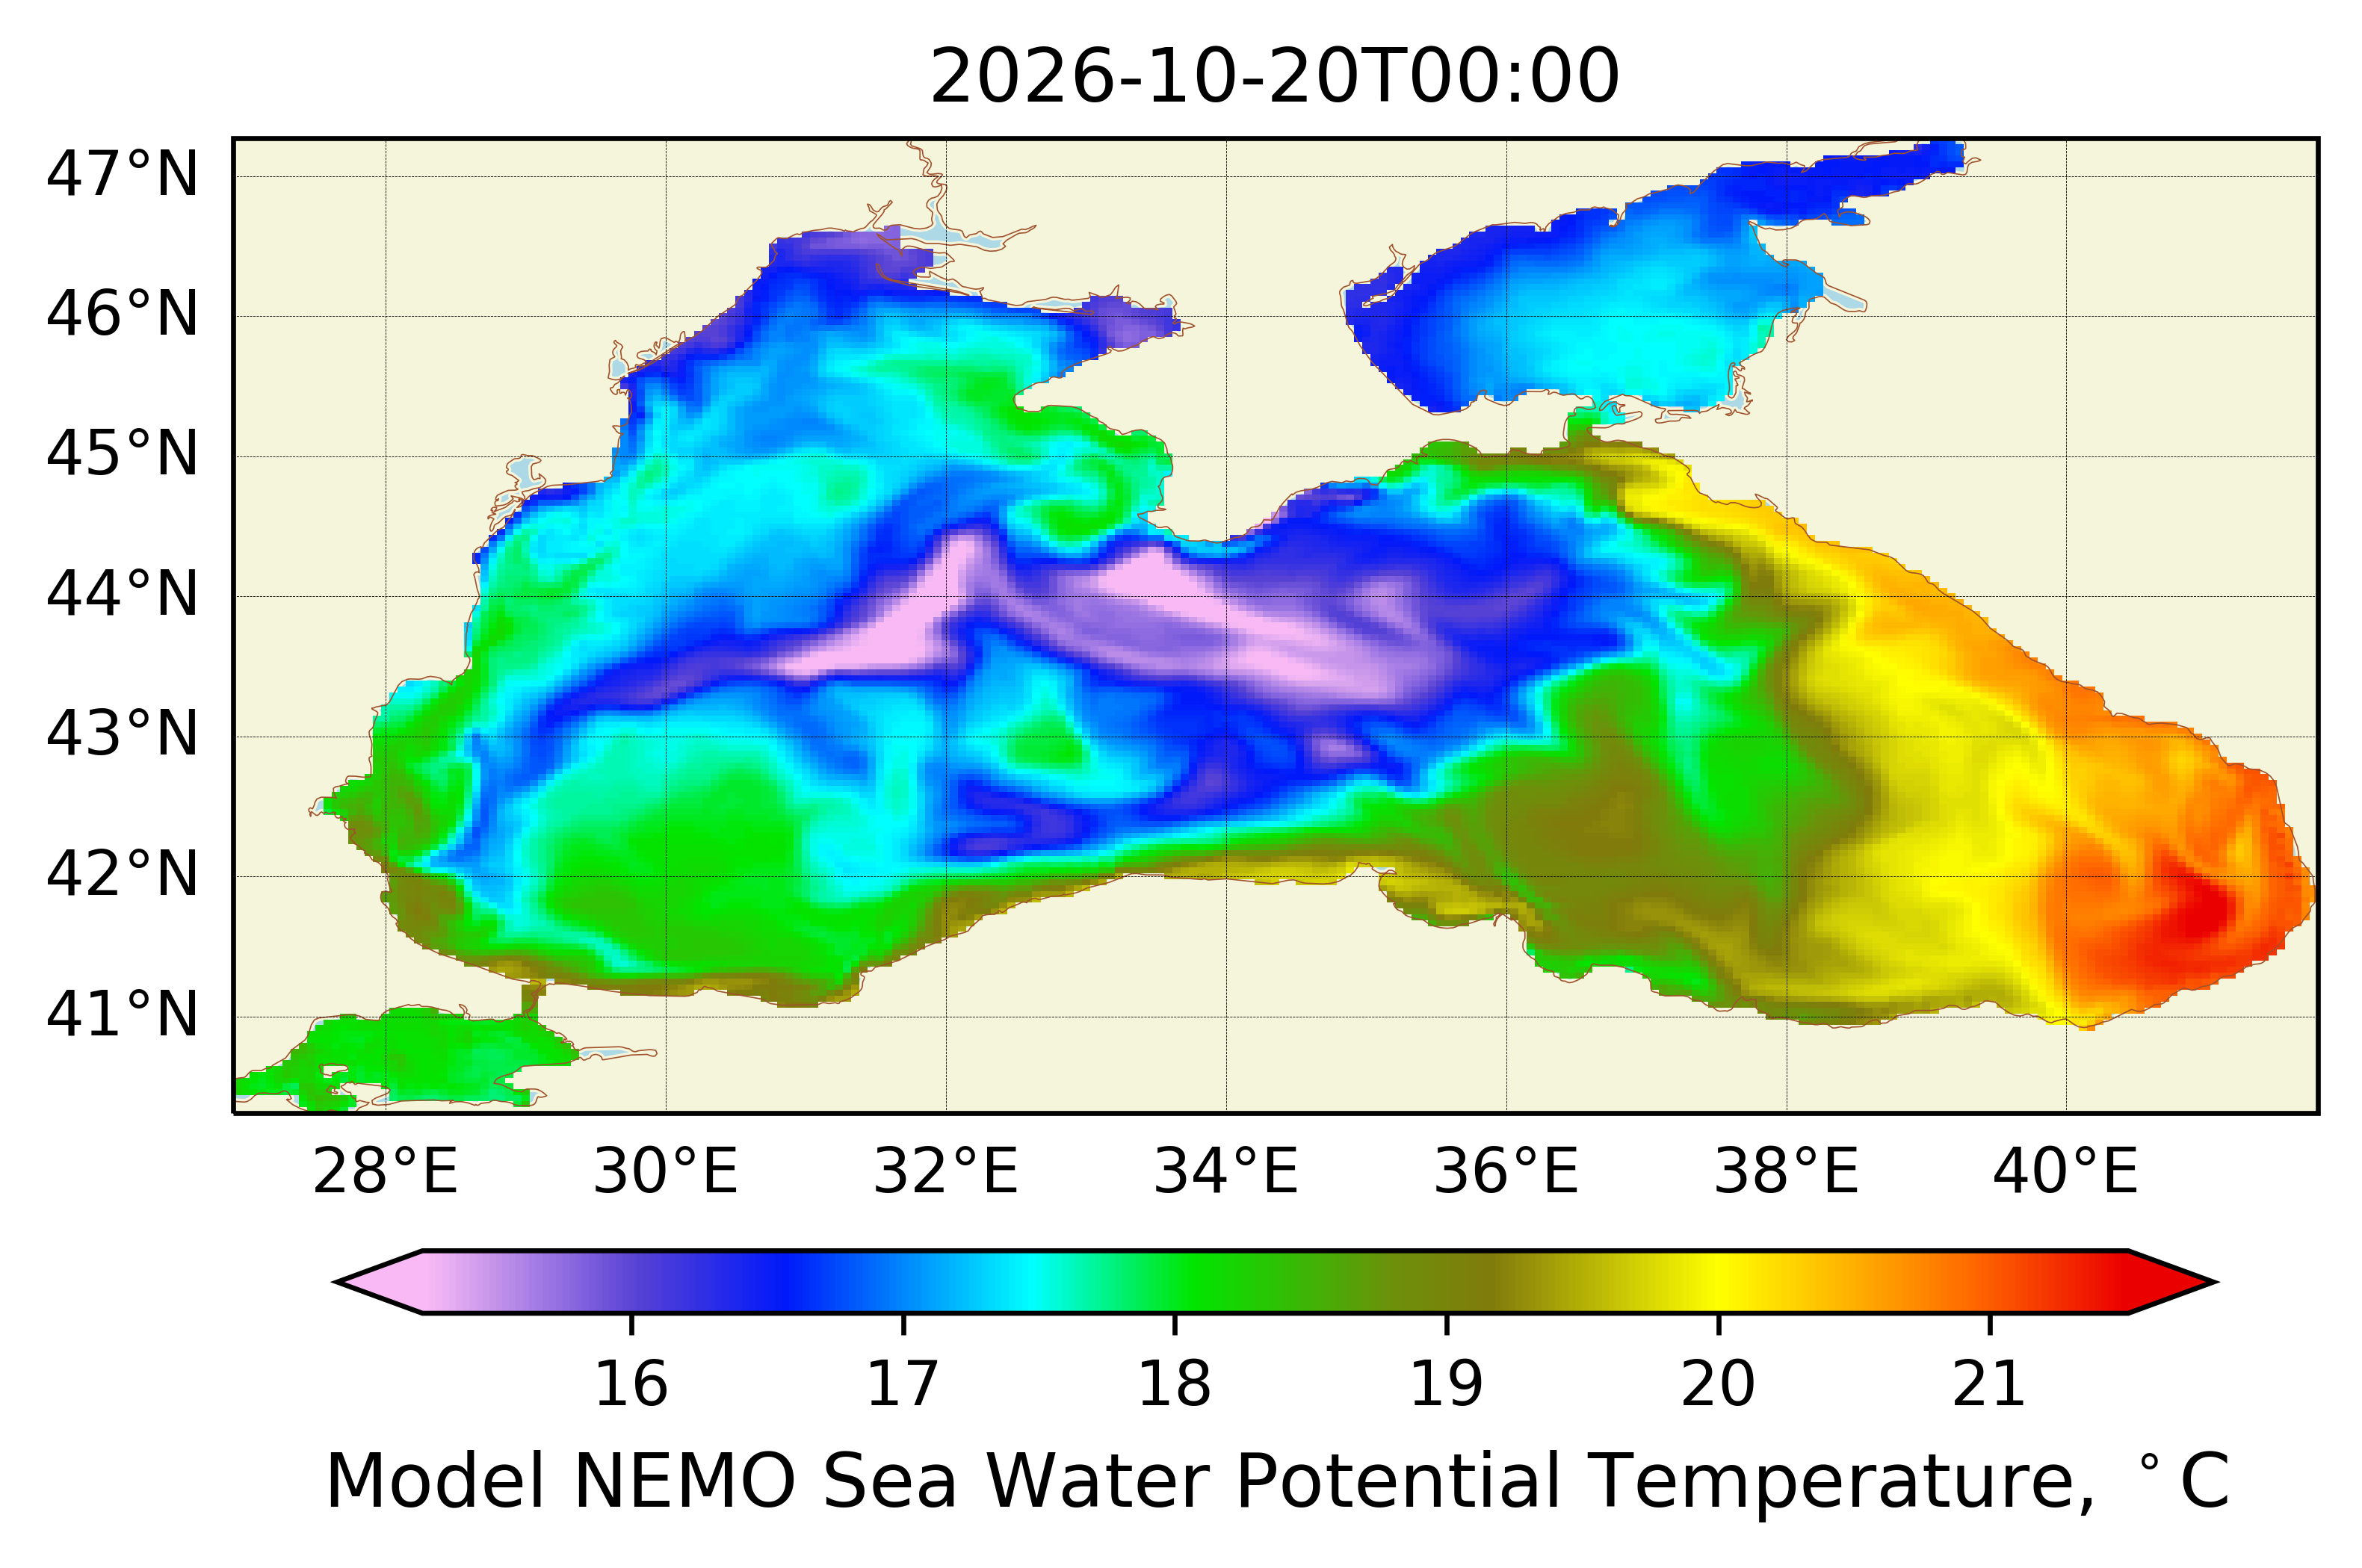 2026-10-20T00:00
47°N
46°N
45°N
44°N
43°N
42°N
41°N
28°E 30°E 32°E 34°E 36°E 38°E 40°E
16 17 18 19 20 21
Model NEMO Sea Water Potential Temperature, °C